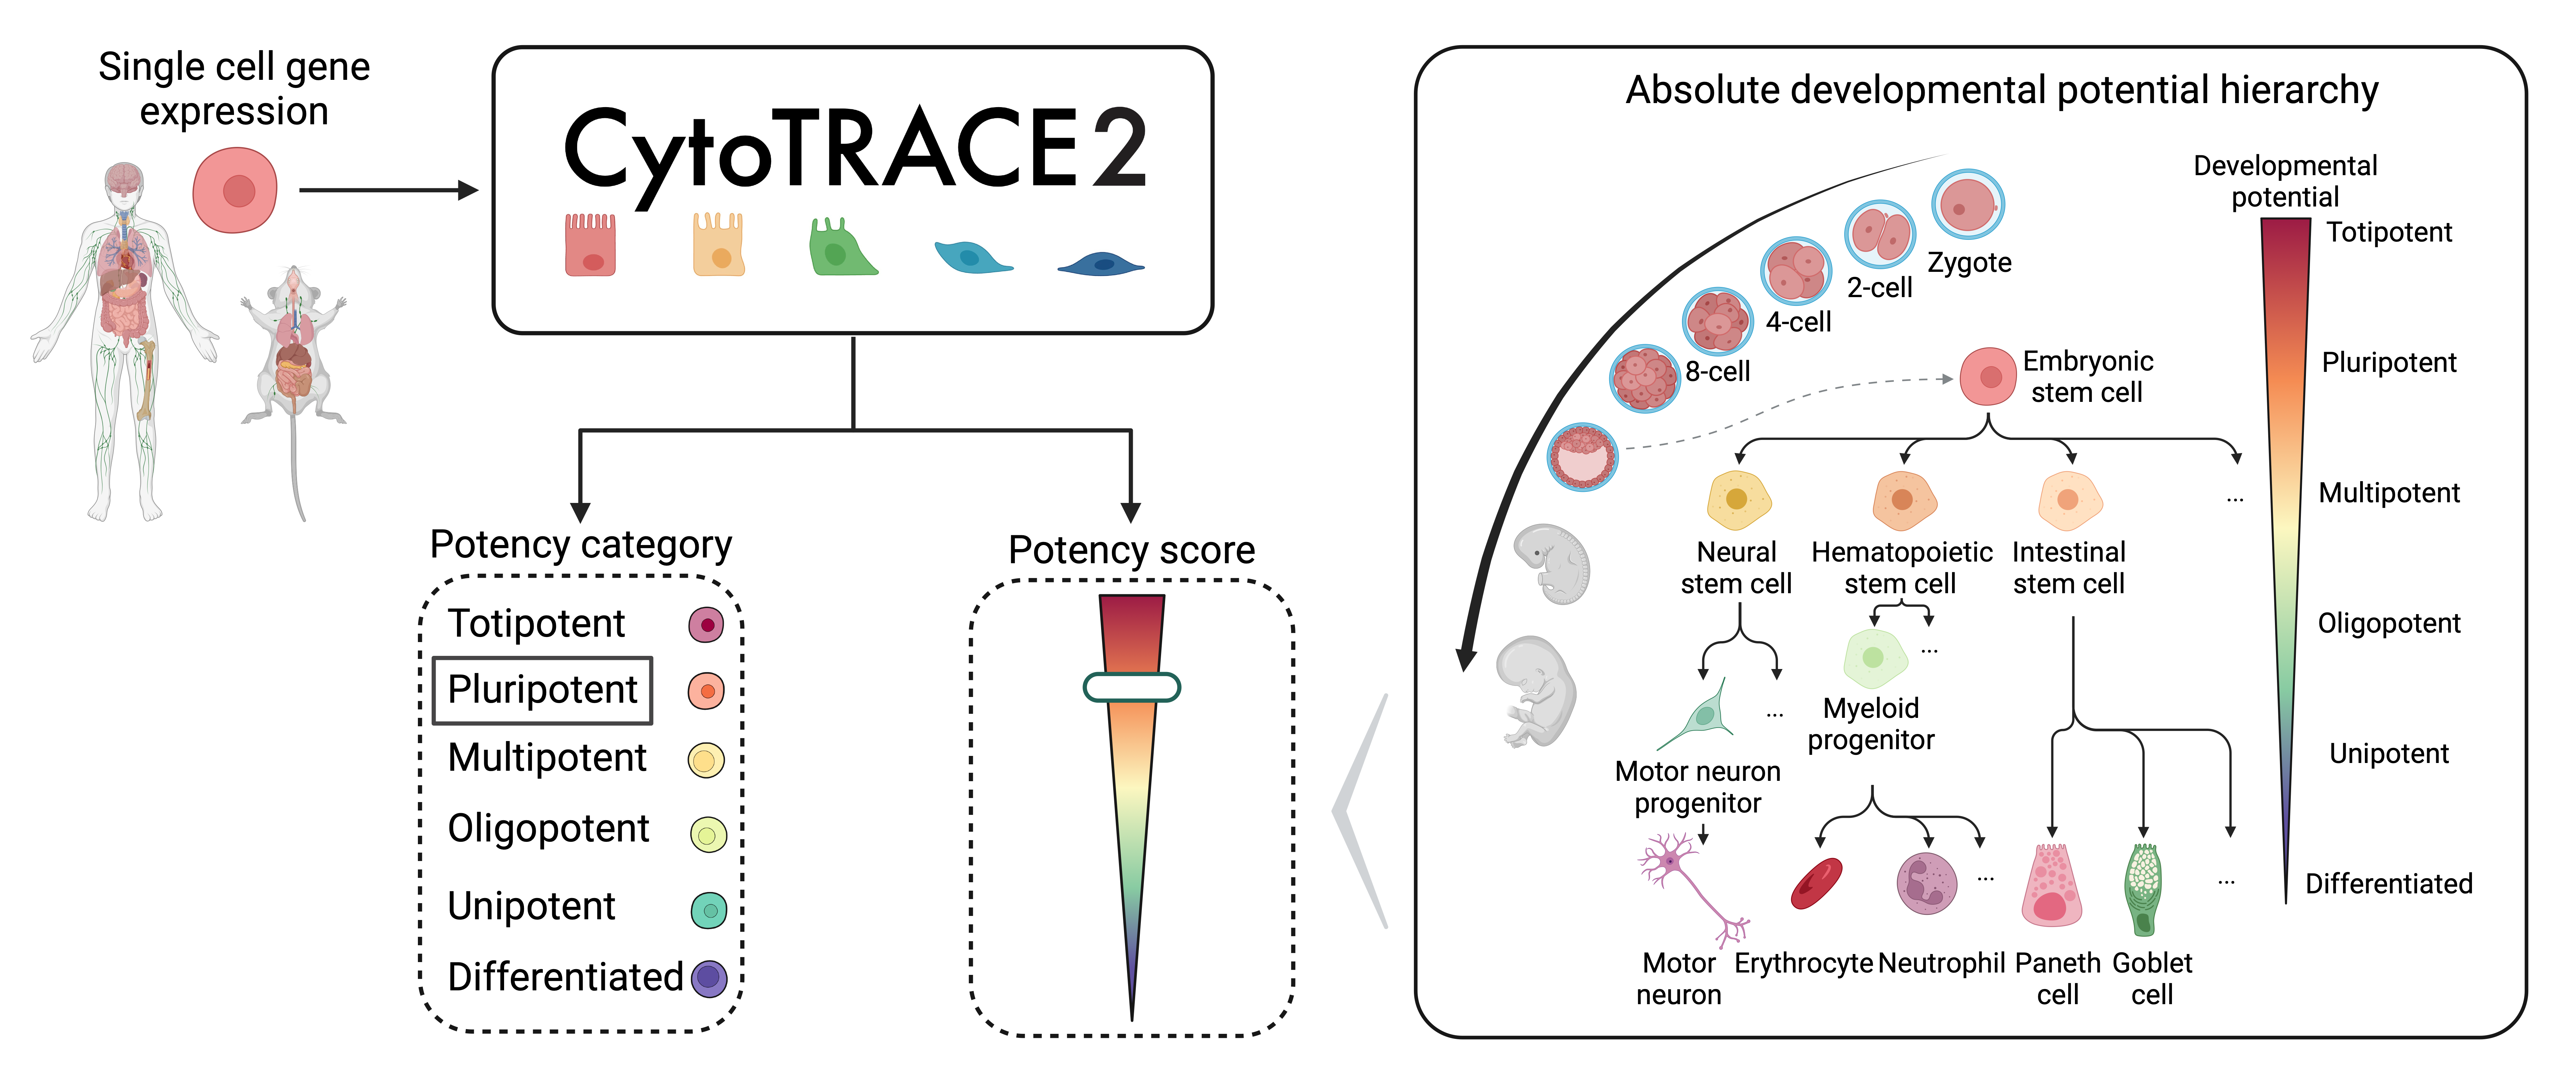 Single cell gene
expression
CytoTRACE 2
Potency category
Totipotent
Pluripotent
Multipotent
Oligopotent
Unipotent
Differentiated
Potency score
Absolute developmental potential hierarchy
Developmental
potential
Totipotent
Pluripotent
Multipotent
Oligopotent
Unipotent
Differentiated
Zygote
2-cell
4-cell
8-cell
Embryonic
stem cell
...
Neural
stem cell
Hematopoietic
stem cell
Intestinal
stem cell
...
...
Myeloid
progenitor
Motor neuron
progenitor
...
...
Motor
neuron
Erythrocyte
Neutrophil
Paneth
cell
Goblet
cell